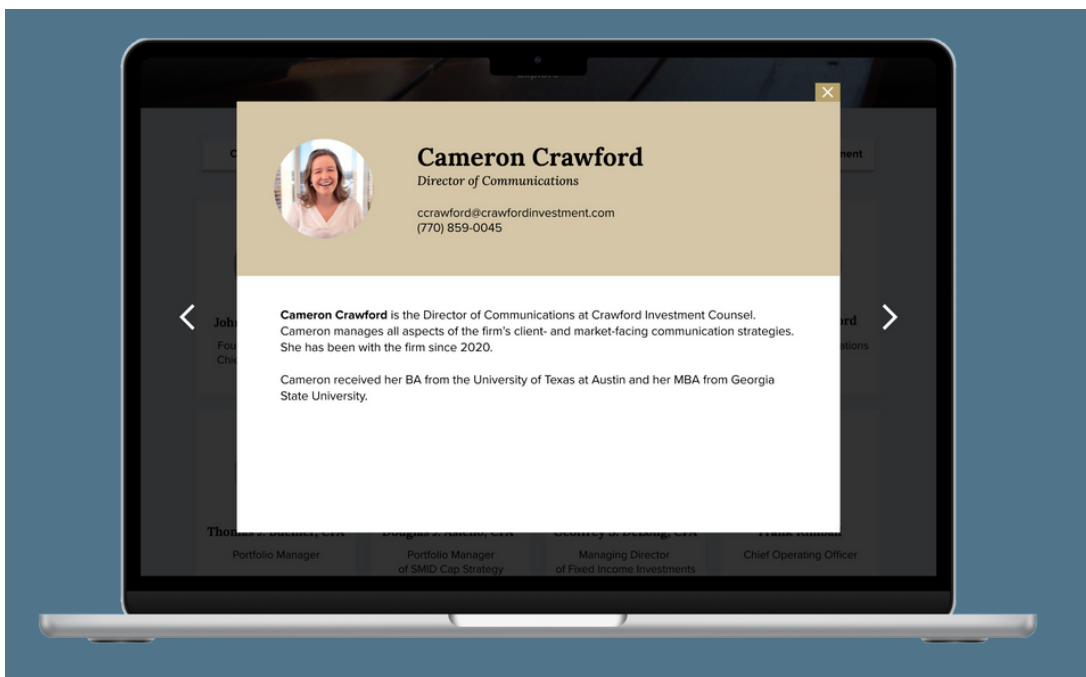 Explore
Cameron Crawford
Director of Communications
ccrawford@crawfordinvestment.com
(770) 859-0045
Cameron Crawford is the Director of Communications at Crawford Investment Counsel.
Cameron manages all aspects of the firm's client- and market-facing communication strategies.
She has been with the firm since 2020.
Cameron received her BA from the University of Texas at Austin and her MBA from Georgia
State University.
Portfolio Manager
Portfolio Manager
of SMID Cap Strategy
Managing Director
of Fixed Income Investments
Frank Kimball
Chief Operating Officer